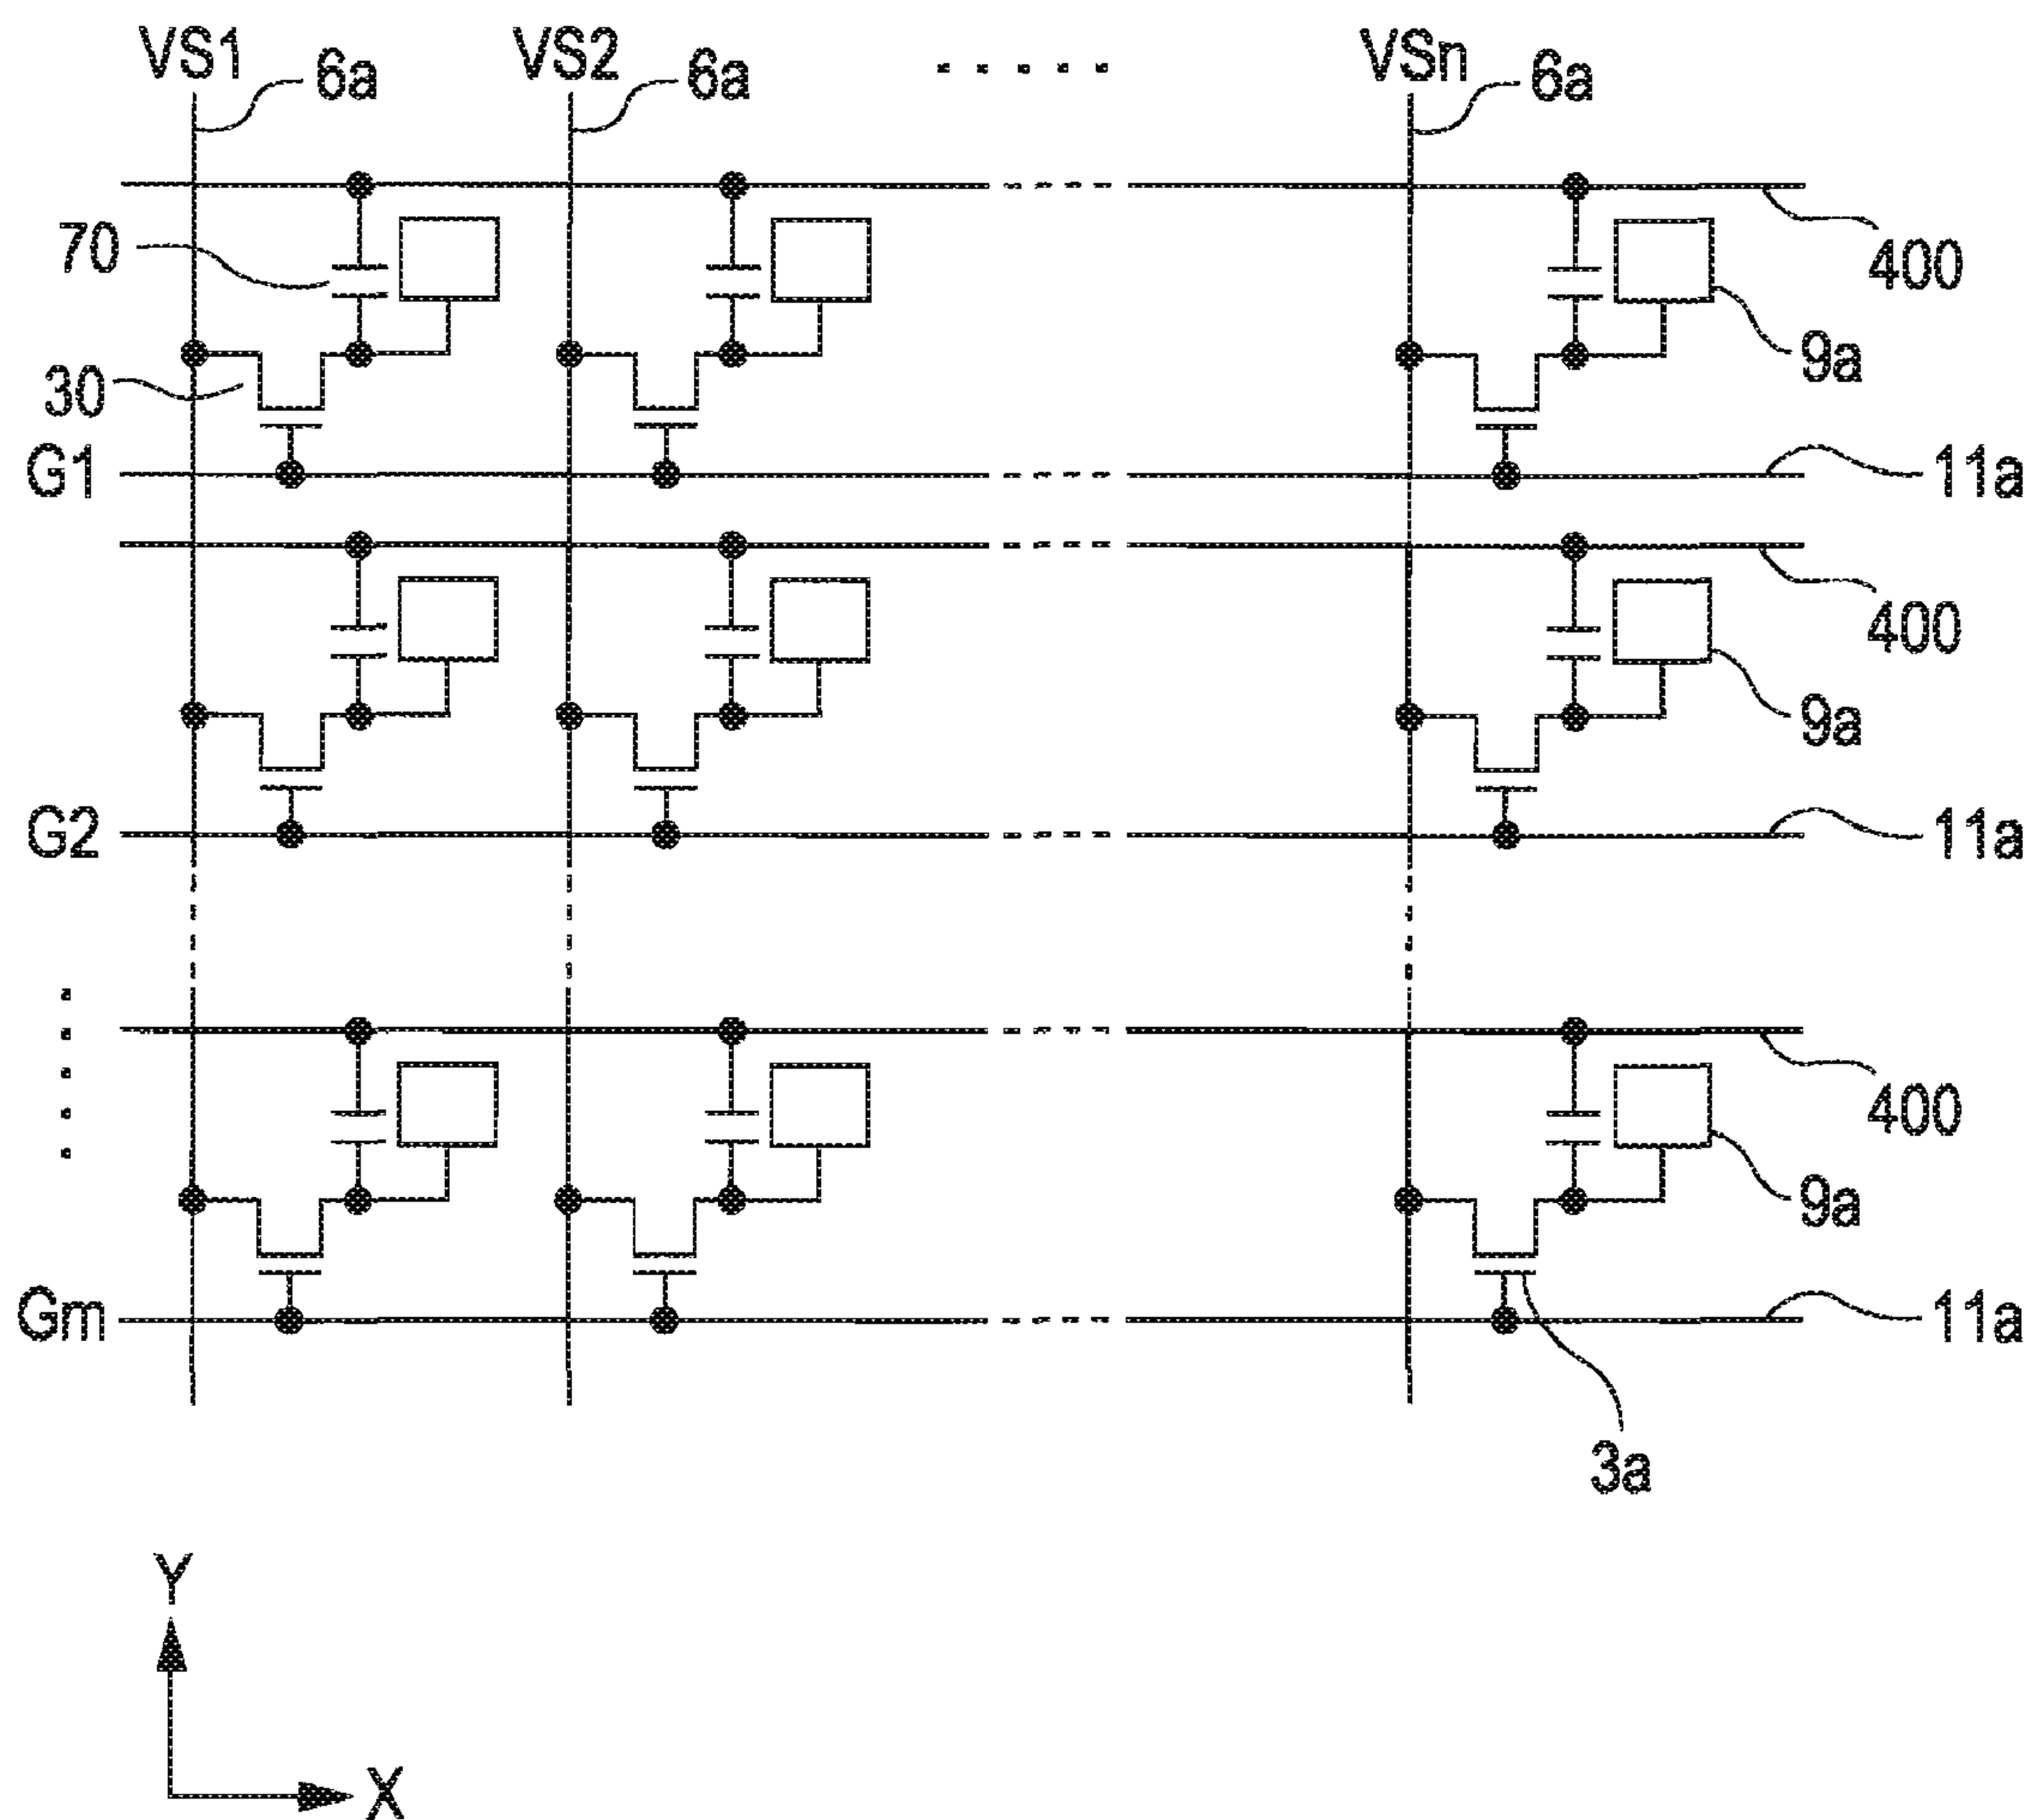 VS1 6a VS2 6a ..... VSn 6a
70 400
9a
30
G1 11a
400
9a
G2 11a
400
9a
Gm 11a
3a
Y
X